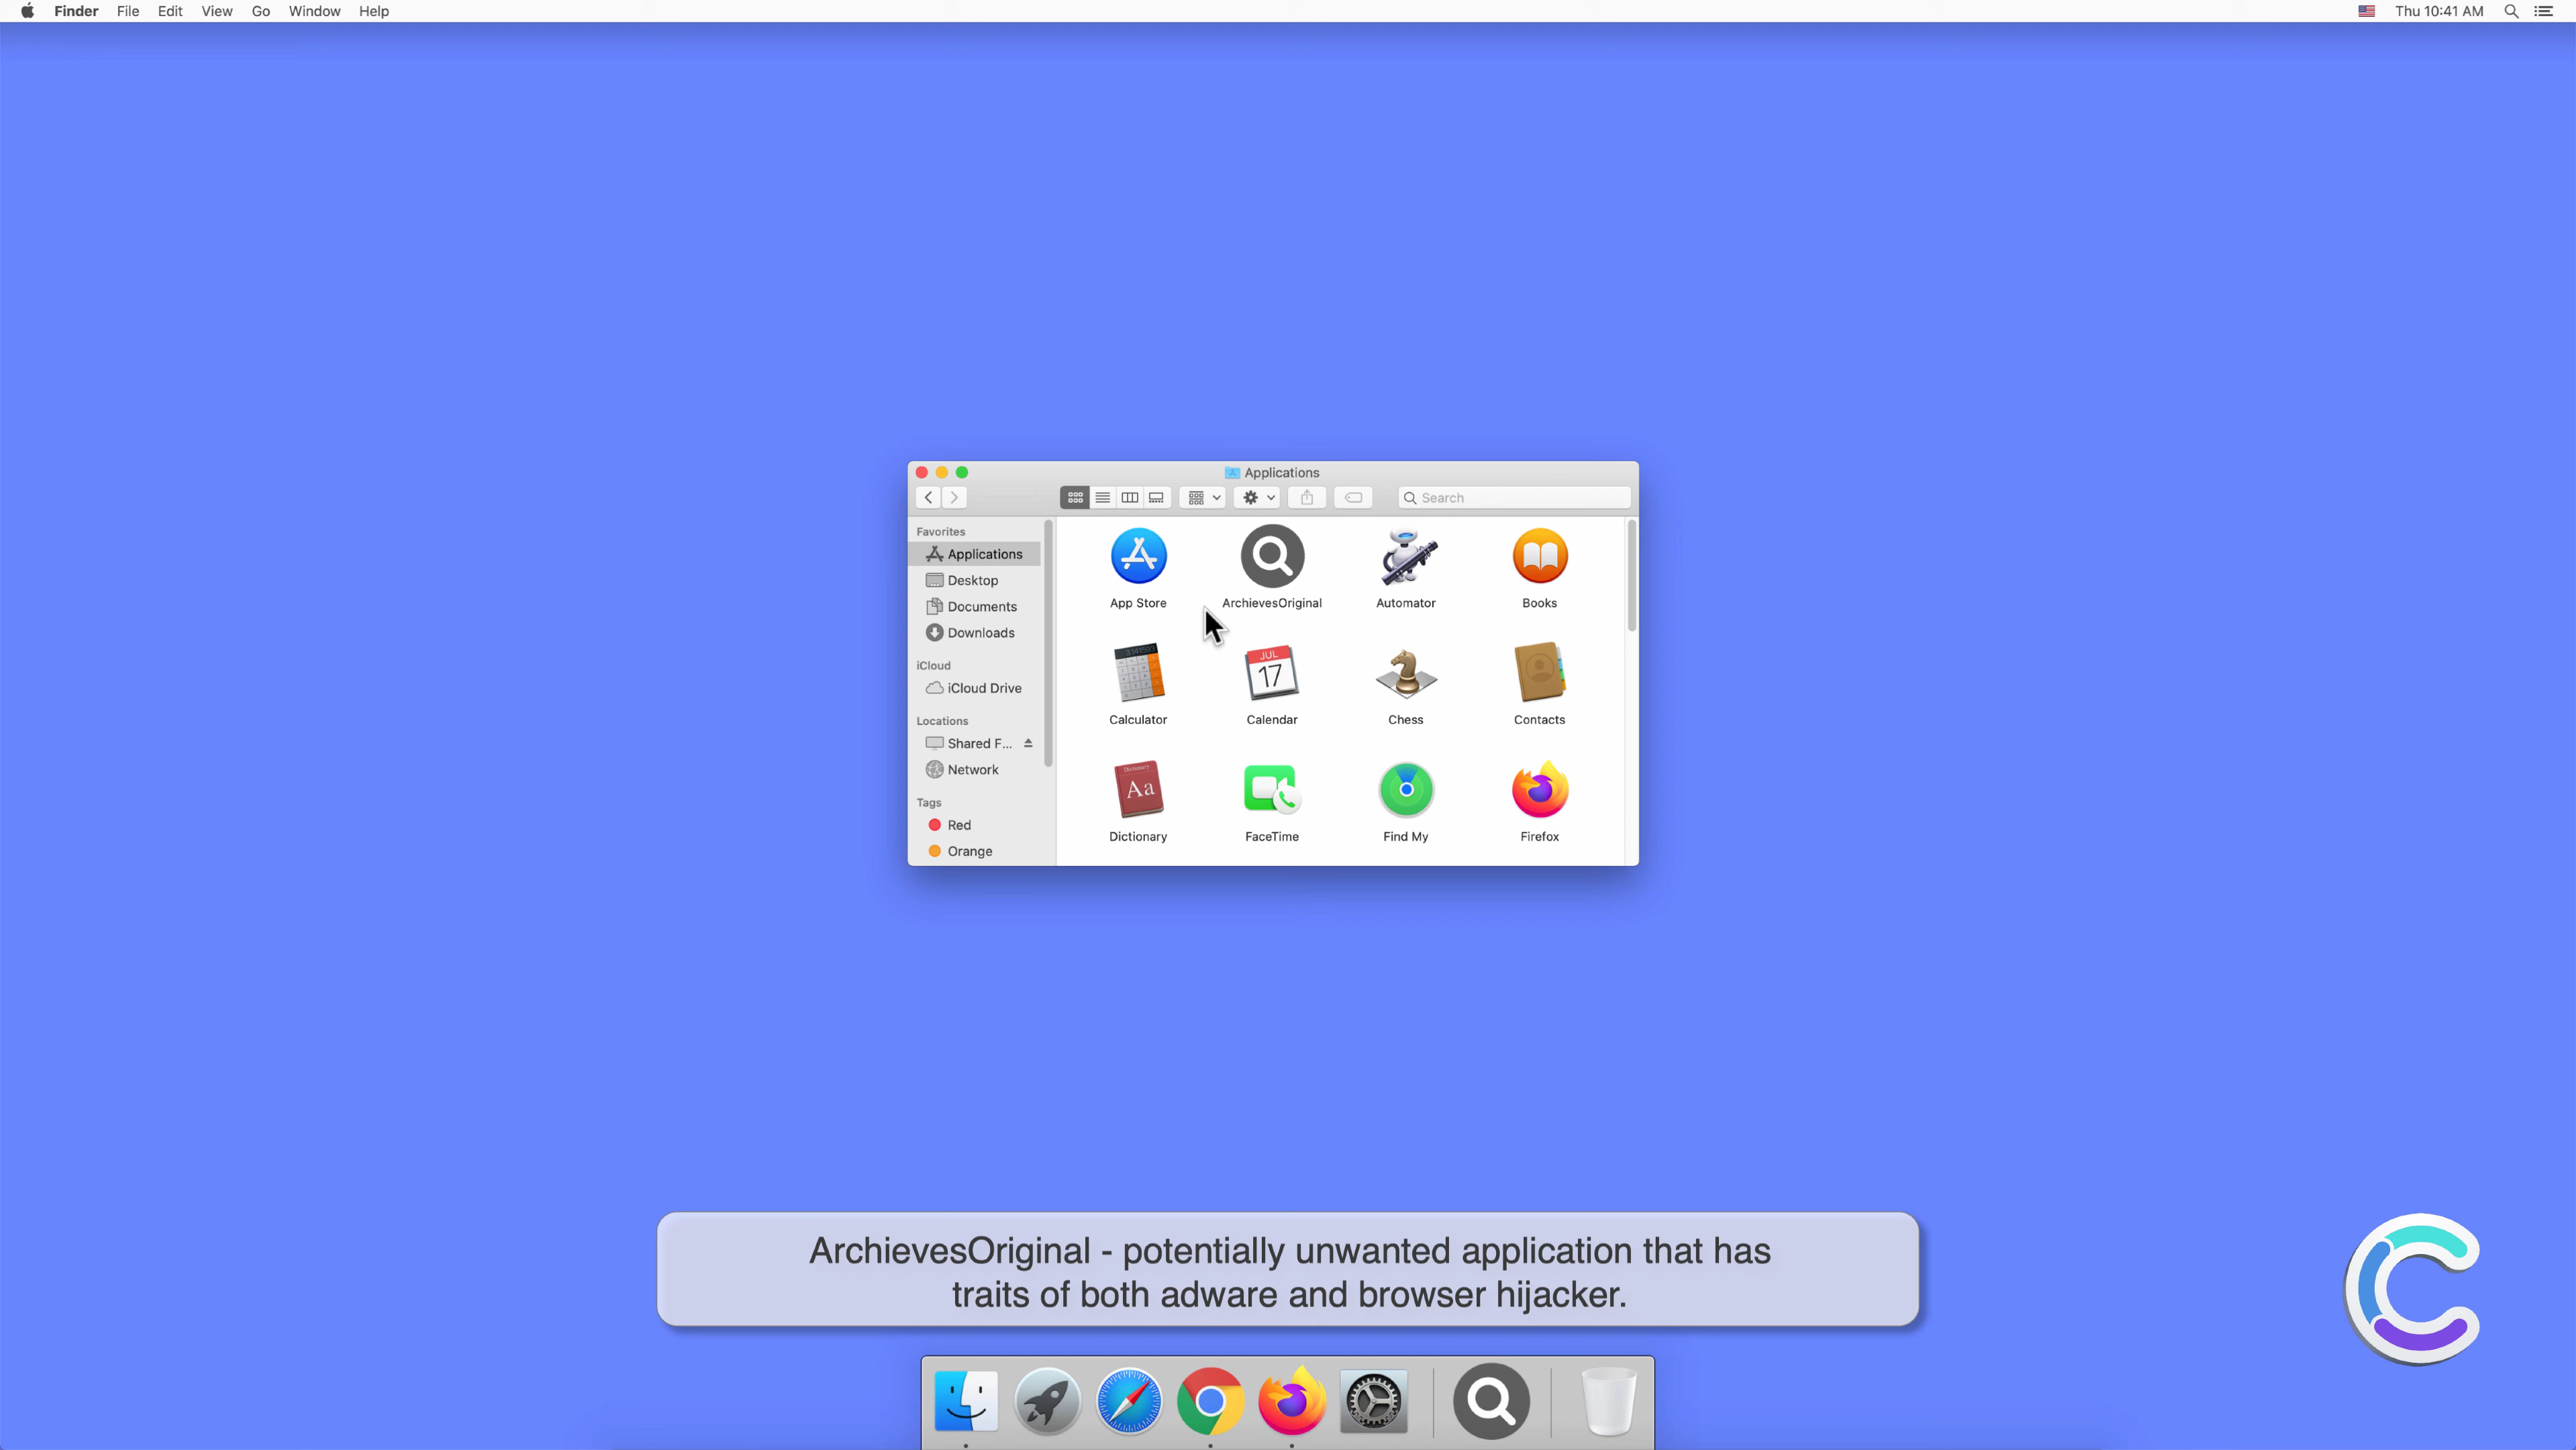 Finder File Edit View Go Window Help Thu 10:41 AM
Applications
Search
Favorites
Applications
Desktop
Documents
Downloads
iCloud
iCloud Drive
Locations
Shared F...
Network
Tags
Red
Orange
App Store ArchievesOriginal Automator Books
JUL
17
Calculator Calendar Chess Contacts
Dictionary
Aa
Dictionary FaceTime Find My Firefox
ArchievesOriginal - potentially unwanted application that has
traits of both adware and browser hijacker.
C